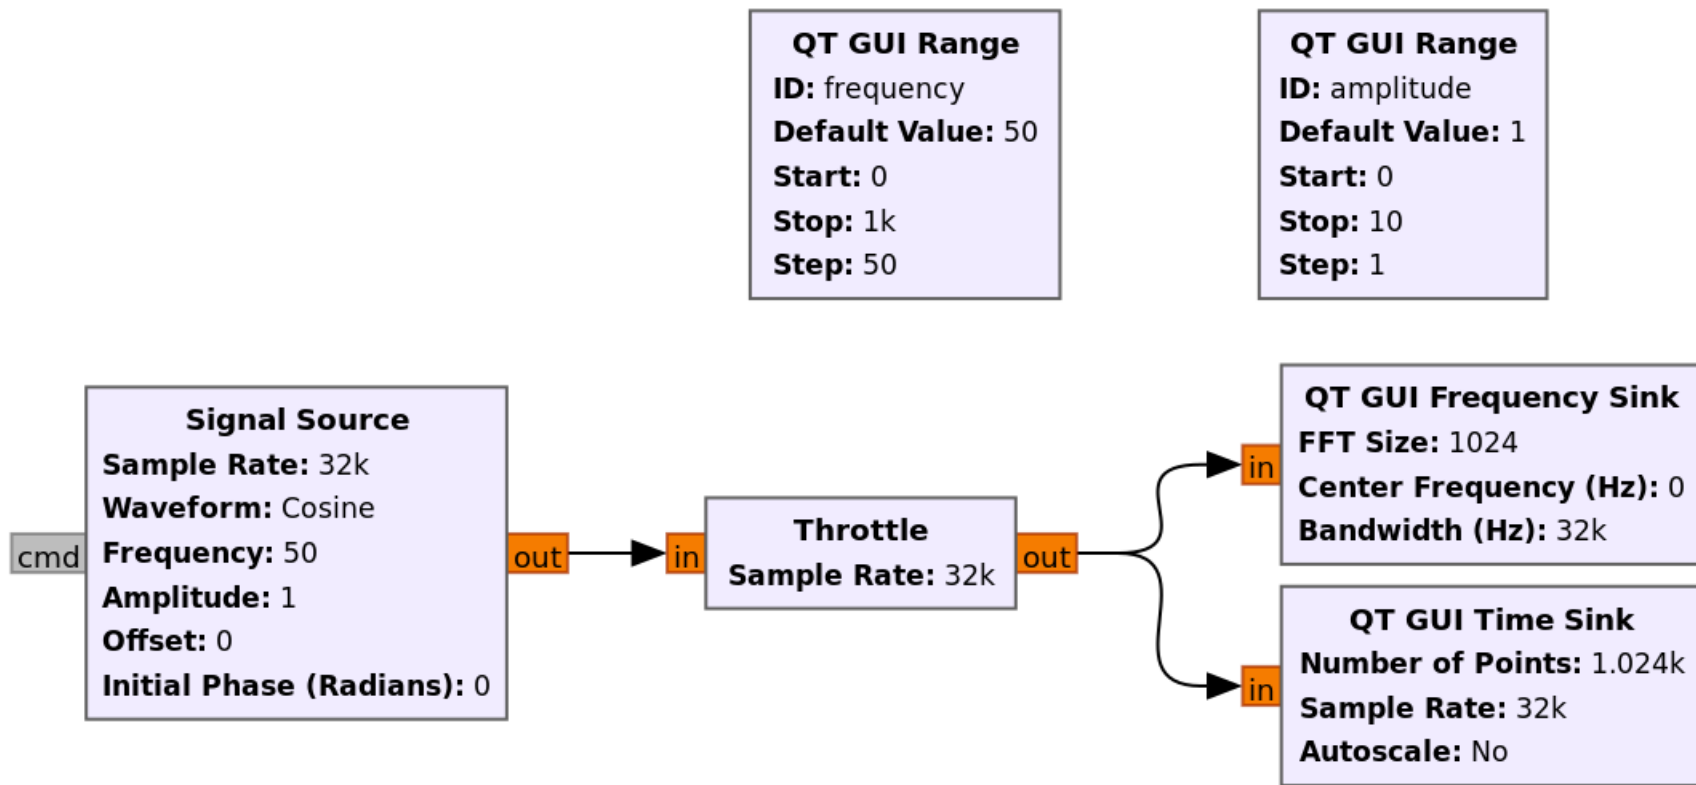 QT GUI Range
ID: frequency
Default Value: 50
Start: 0
Stop: 1k
Step: 50
QT GUI Range
ID: amplitude
Default Value: 1
Start: 0
Stop: 10
Step: 1
cmd
Signal Source
Sample Rate: 32k
Waveform: Cosine
Frequency: 50
Amplitude: 1
Offset: 0
Initial Phase (Radians): 0
out
in
Throttle
Sample Rate: 32k
out
in
QT GUI Frequency Sink
FFT Size: 1024
Center Frequency (Hz): 0
Bandwidth (Hz): 32k
in
QT GUI Time Sink
Number of Points: 1.024k
Sample Rate: 32k
Autoscale: No